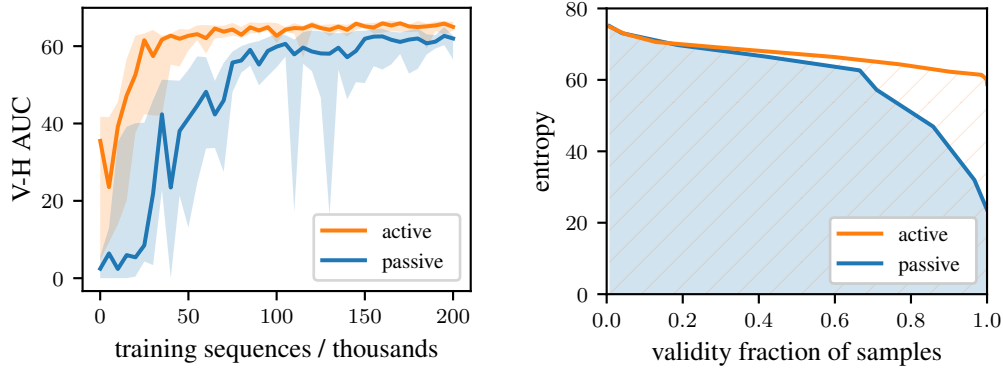 V-H AUC
60
40
20
0
active
passive
0 50 100 150 200
training sequences / thousands
entropy
80
60
40
20
0
active
passive
0.0 0.2 0.4 0.6 0.8 1.0
validity fraction of samples